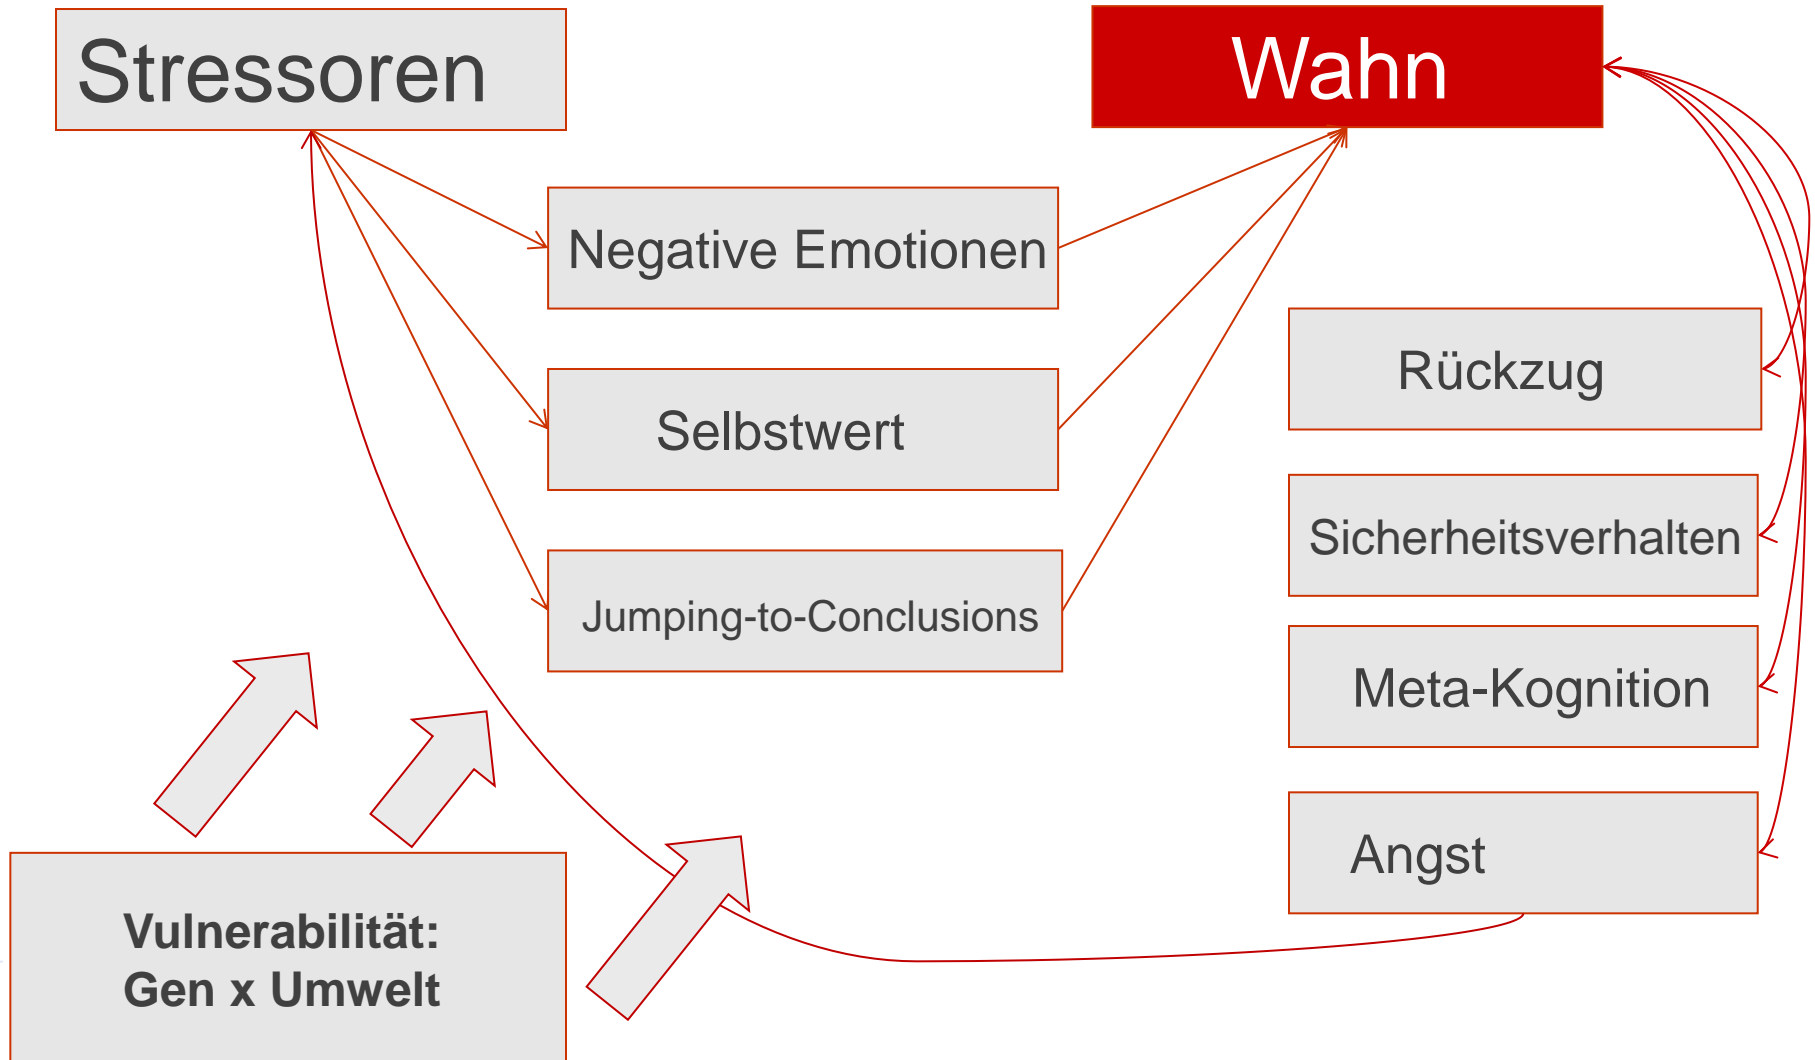 Stressoren
Wahn
Negative Emotionen
Selbstwert
Jumping-to-Conclusions
Rückzug
Sicherheitsverhalten
Meta-Kognition
Angst
Vulnerabilität:
Gen x Umwelt